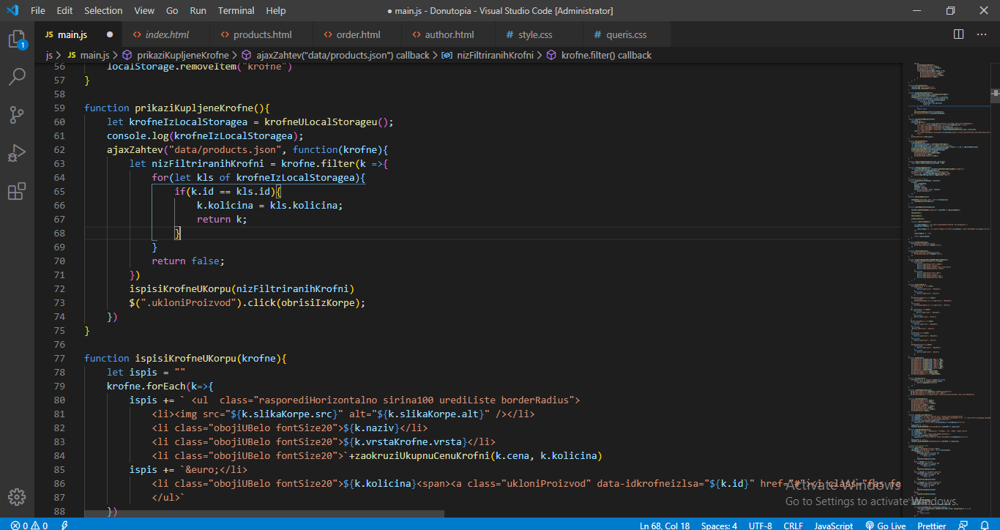 File Edit Selection View Go Run Terminal Help ● main.js - Donutopia - Visual Studio Code [Administrator]
JS main.js ● <> index.html <> products.html <> order.html <> author.html # style.css # queris.css ...
js > JS main.js > prikaziKupljeneKrofne > ajaxZahtev("data/products.json") callback > nizFiltriranihKrofni > krofne.filter() callback
1
56 localStorage.removeItem("krofne")
57 }
58
59 function prikaziKupljeneKrofne(){
60 let krofneIzLocalStoragea = krofneULocalStorageu();
61 console.log(krofneIzLocalStoragea);
62 ajaxZahtev("data/products.json", function(krofne){
63 let nizFiltriranihKrofni = krofne.filter(k =>{
64 for(let kls of krofneIzLocalStoragea){
65 if(k.id == kls.id){
66 k.kolicina = kls.kolicina;
67 return k;
68 }
69 }
70 return false;
71 })
72 ispisiKrofneUKorpu(nizFiltriranihKrofni)
73 $(".ukloniProizvod").click(obrisiIzKorpe);
74 })
75 }
76
77 function ispisiKrofneUKorpu(krofne){
78 let ispis = ""
79 krofne.forEach(k=>{
80 ispis += ` <ul  class="rasporediHorizontalno sirina100 urediListe borderRadius">
81 <li><img src="${k.slikaKorpe.src}" alt="${k.slikaKorpe.alt}" /></li>
82 <li class="obojiUBelo fontSize20">${k.naziv}</li>
83 <li class="obojiUBelo fontSize20">${k.vrstaKrofne.vrsta}</li>
84 <li class="obojiUBelo fontSize20">`+zaokruziUkupnuCenuKrofni(k.cena, k.kolicina)
85 ispis += `&euro;</li>
86 <li class="obojiUBelo fontSize20">${k.kolicina}<span><a class="ukloniProizvod" data-idkrofneizlsa="${k.id}" href="#"><i class="fas fa
87 </ul>`
88 })
Activate Windows
Go to Settings to activate Windows.
0 0 Ln 68, Col 18 Spaces: 4 UTF-8 CRLF JavaScript Go Live Prettier